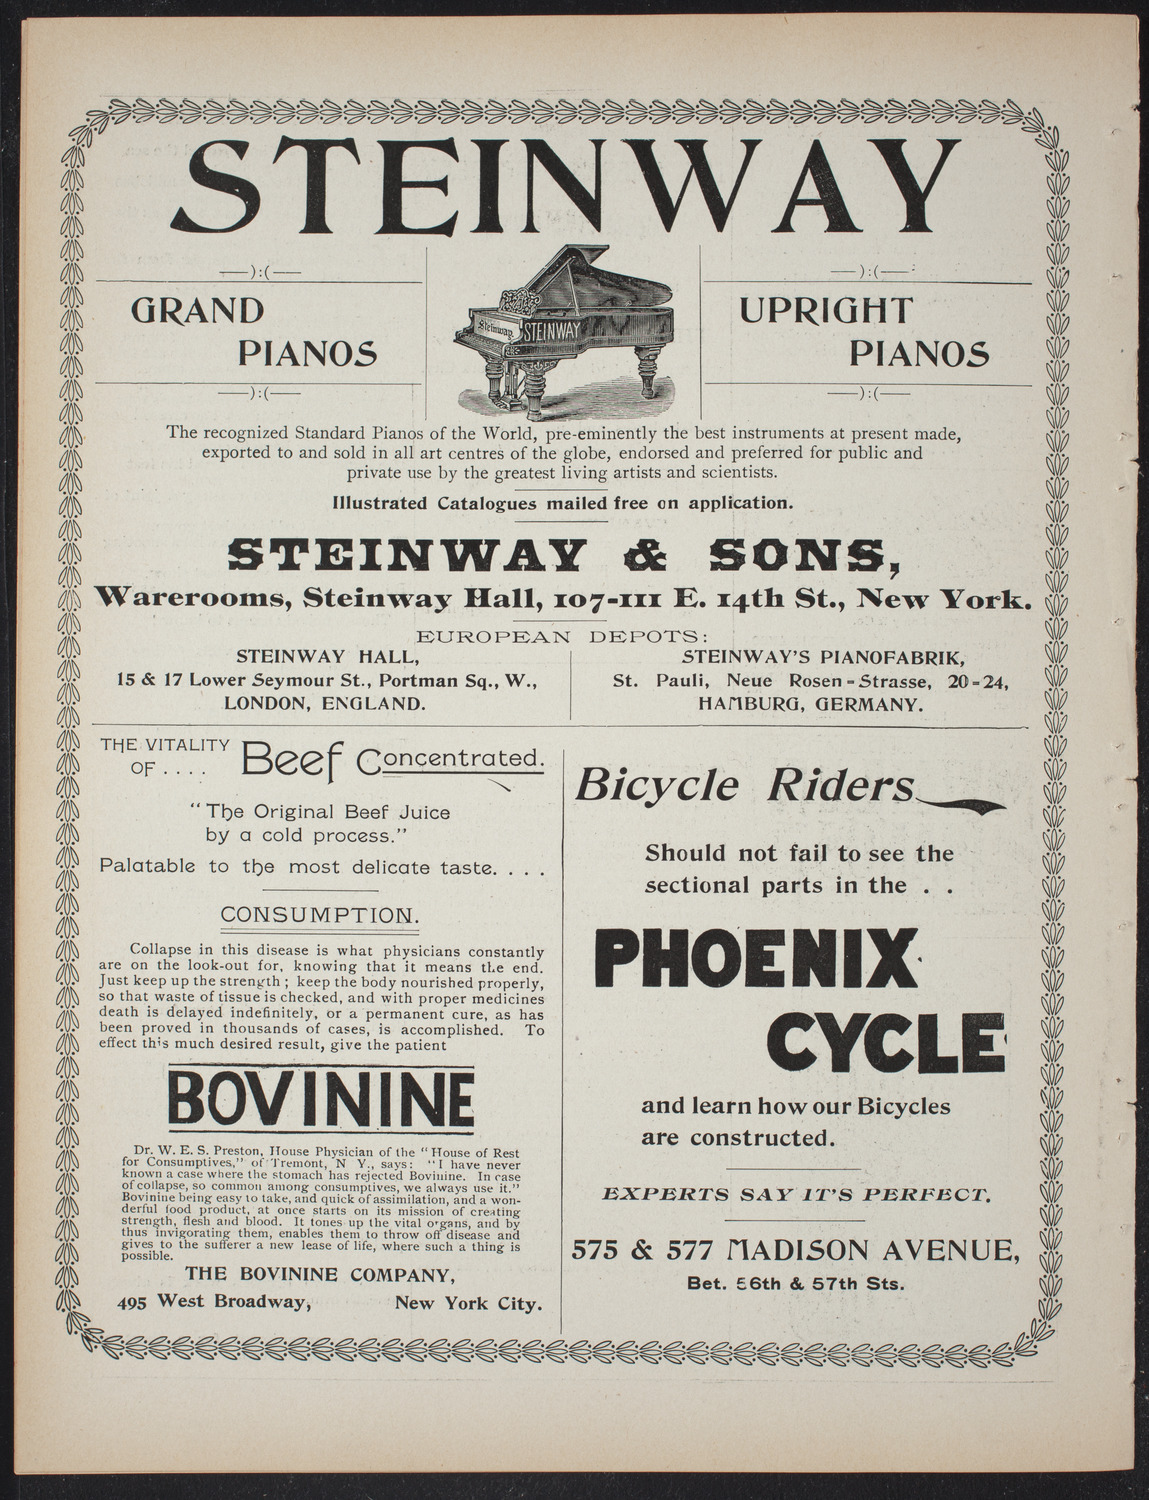 STEINWAY
GRAND
PIANOS
Steinway
STEINWAY
UPRIGHT
PIANOS
The recognized Standard Pianos of the World, pre-eminently the best instruments at present made,
exported to and sold in all art centres of the globe, endorsed and preferred for public and
private use by the greatest living artists and scientists.
Illustrated Catalogues mailed free on application.
STEINWAY & SONS,
Warerooms, Steinway Hall, 107-111 E. 14th St., New York.
EUROPEAN DEPOTS:
STEINWAY HALL,
15 & 17 Lower Seymour St., Portman Sq., W.,
LONDON, ENGLAND.
STEINWAY'S PIANOFABRIK,
St. Pauli, Neue Rosen-Strasse, 20-24,
HAMBURG, GERMANY.
THE VITALITY
OF . . . . Beef Concentrated.
"The Original Beef Juice
by a cold process."
Palatable to the most delicate taste. . . .
CONSUMPTION.
Collapse in this disease is what physicians constantly
are on the look-out for, knowing that it means the end.
Just keep up the strength; keep the body nourished properly,
so that waste of tissue is checked, and with proper medicines
death is delayed indefinitely, or a permanent cure, as has
been proved in thousands of cases, is accomplished. To
effect this much desired result, give the patient
BOVININE
Dr. W. E. S. Preston, House Physician of the "House of Rest
for Consumptives," of Tremont, N Y., says: "I have never
known a case where the stomach has rejected Bovinine. In case
of collapse, so common among consumptives, we always use it."
Bovinine being easy to take, and quick of assimilation, and a won-
derful food product, at once starts on its mission of creating
strength, flesh and blood. It tones up the vital organs, and by
thus invigorating them, enables them to throw off disease and
gives to the sufferer a new lease of life, where such a thing is
possible.
THE BOVININE COMPANY,
495 West Broadway, New York City.
Bicycle Riders
Should not fail to see the
sectional parts in the . .
PHOENIX
CYCLE
and learn how our Bicycles
are constructed.
EXPERTS SAY IT'S PERFECT.
575 & 577 MADISON AVENUE,
Bet. 56th & 57th Sts.